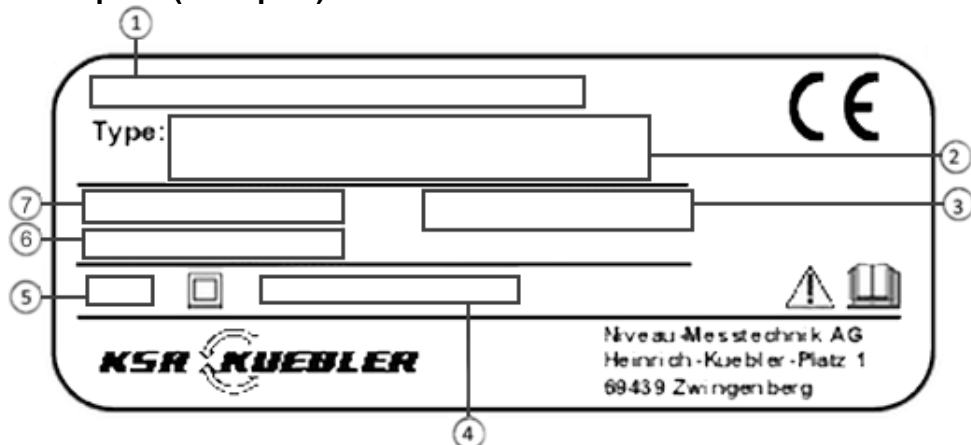 1
Type:
2
7
3
6
5
KSR KUEBLER
Niveau-Messtechnik AG
Heinrich-Kuebler-Platz 1
69439 Zwingenberg
4